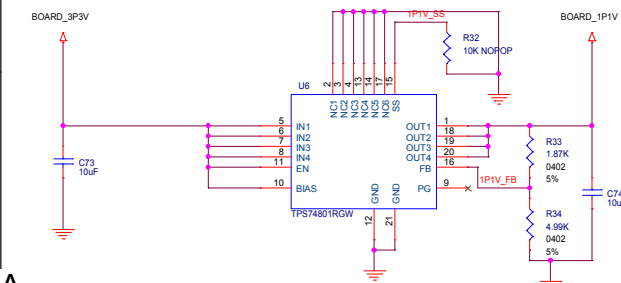 BOARD_3P3V
1P1V_SS
BOARD_1P1V
R32
10K NOPOP
U6
2
3
4
13
14
17
15
NC1
NC2
NC3
NC4
NC5
NC6
SS
5
IN1
6
IN2
7
IN3
8
IN4
11
EN
10
BIAS
OUT1
1
OUT2
18
OUT3
19
OUT4
20
FB
16
PG
9
GND
GND
12
21
TPS74801RGW
1P1V_FB
C73
10uF
R33
1.87K
0402
5%
R34
4.99K
0402
5%
C74
10u
A